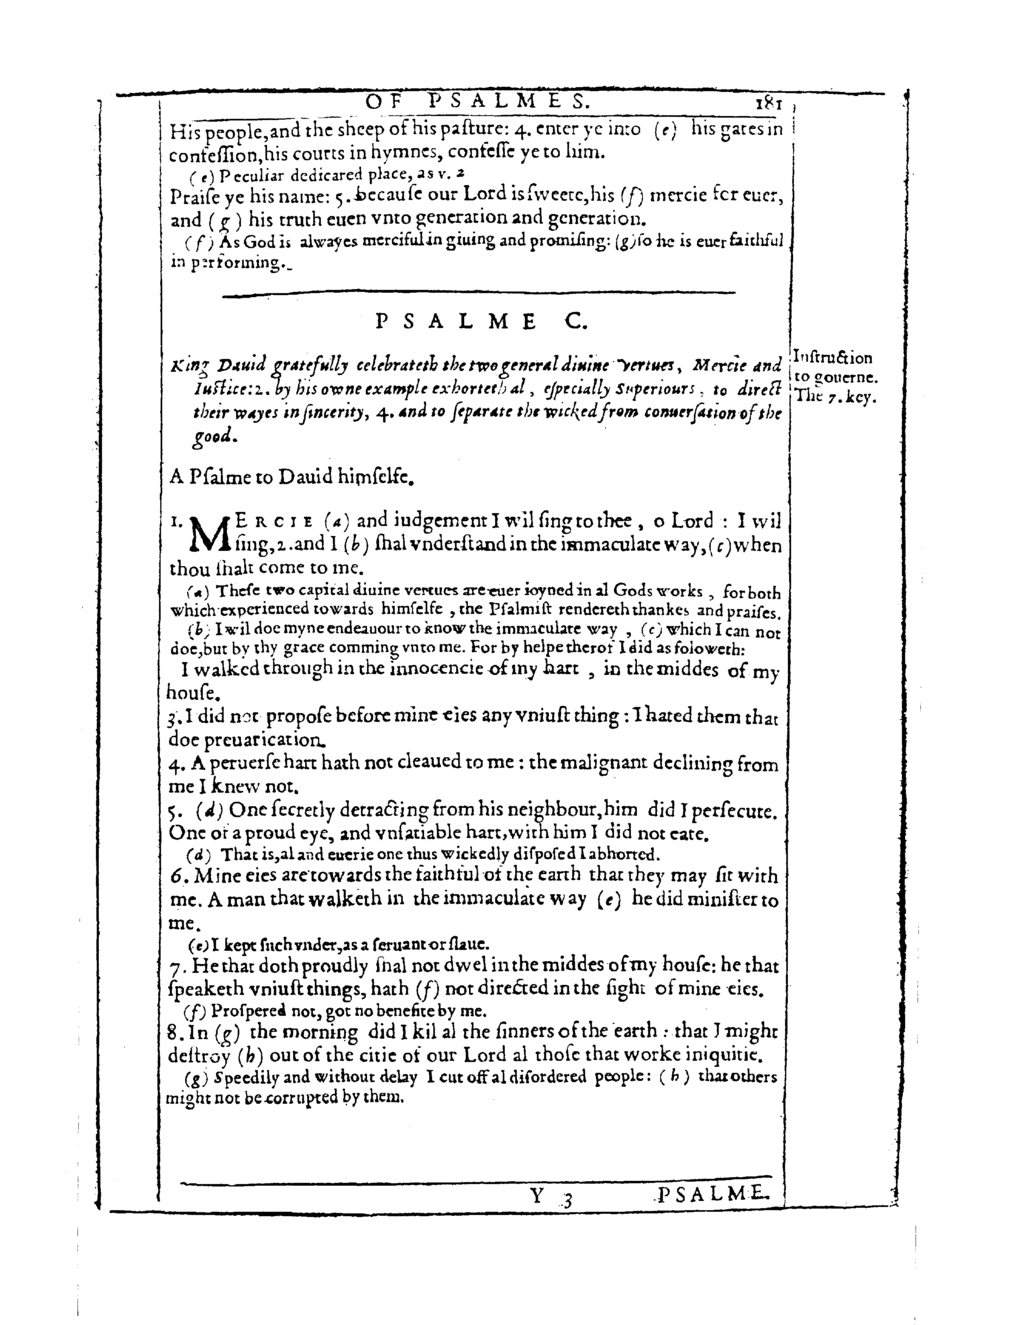 OF PSALMES. 181
His people,and the sheep of his pasture: 4. enter ye into (e) his gates in
confeſſion,his courts in hymnes, confeſſe ye to him.
(e) Peculiar dedicared place, as v. 2
Praiſe ye his name: 5. becauſe our Lord is ſweete,his (f) mercie for euer,
and (g) his truth euen vnto generation and generation.
(f) As God is alwayes merciful in giuing and promiſing: (g) ſo he is euer faithful
in performing.
PSALME C.
King Dauid gratefully celebrateth the two general diuine vertues, Mercie and
Iuſtice: 2. by his owne example exhorteth al, eſpecially Superiours, to direct
their wayes in ſincerity, 4. and to ſeparate the wicked from conuerſation of the
good.
Inſtruction
to gouerne.
The 7. key.
A Pſalme to Dauid himſelfe.
1. MERCIE (a) and iudgement I wil ſing to thee, o Lord : I wil
ſing, 2. and I (b) ſhal vnderſtand in the immaculate way, (c) when
thou ſhalt come to me.
(a) Theſe two capital diuine vertues are euer ioyned in al Gods works, for both
which experienced towards himſelfe, the Pſalmiſt rendereth thankes and praiſes.
(b) I wil doe myne endeauour to know the immaculate way, (c) which I can not
doe,but by thy grace comming vnto me. For by helpe therof I did as foloweth:
I walked through in the innocencie of my hart, in the middes of my
houſe.
3. I did not propoſe before mine eies any vniuſt thing : I hated them that
doe preuarication.
4. A peruerſe hart hath not cleaued to me : the malignant declining from
me I knew not.
5. (d) One ſecretly detracting from his neighbour,him did I perſecute.
One of a proud eye, and vnſatiable hart,with him I did not eate.
(d) That is,al and euerie one thus wickedly diſpoſed I abhorred.
6. Mine eies are towards the faithful of the earth that they may ſit with
me. A man that walketh in the immaculate way (e) he did miniſter to
me.
(e) I kept ſuch vnder,as a ſeruant or ſlaue.
7. He that doth proudly ſhal not dwel in the middes of my houſe: he that
ſpeaketh vniuſt things, hath (f) not directed in the ſight of mine eies.
(f) Proſpered not, got no benefite by me.
8. In (g) the morning did I kil al the ſinners of the earth : that I might
deſtroy (h) out of the citie of our Lord al thoſe that worke iniquitie.
(g) Speedily and without delay I cut off al diſordered people: (h) that others
might not be corrupted by them.
Y 3 PSALME.